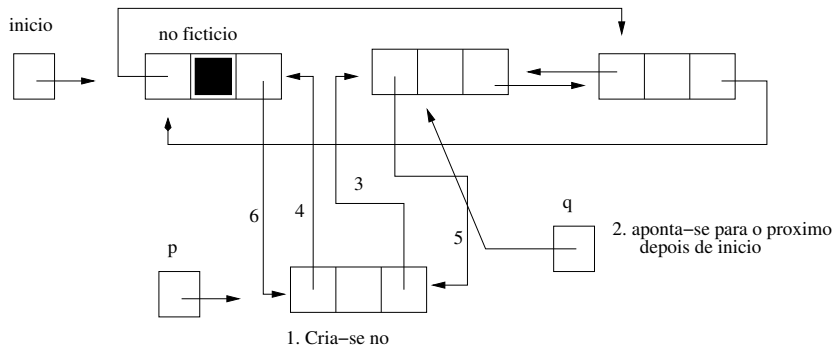 inicio
no ficticio
3
6
4
5
q
2. aponta-se para o proximo
depois de inicio
p
1. Cria-se no